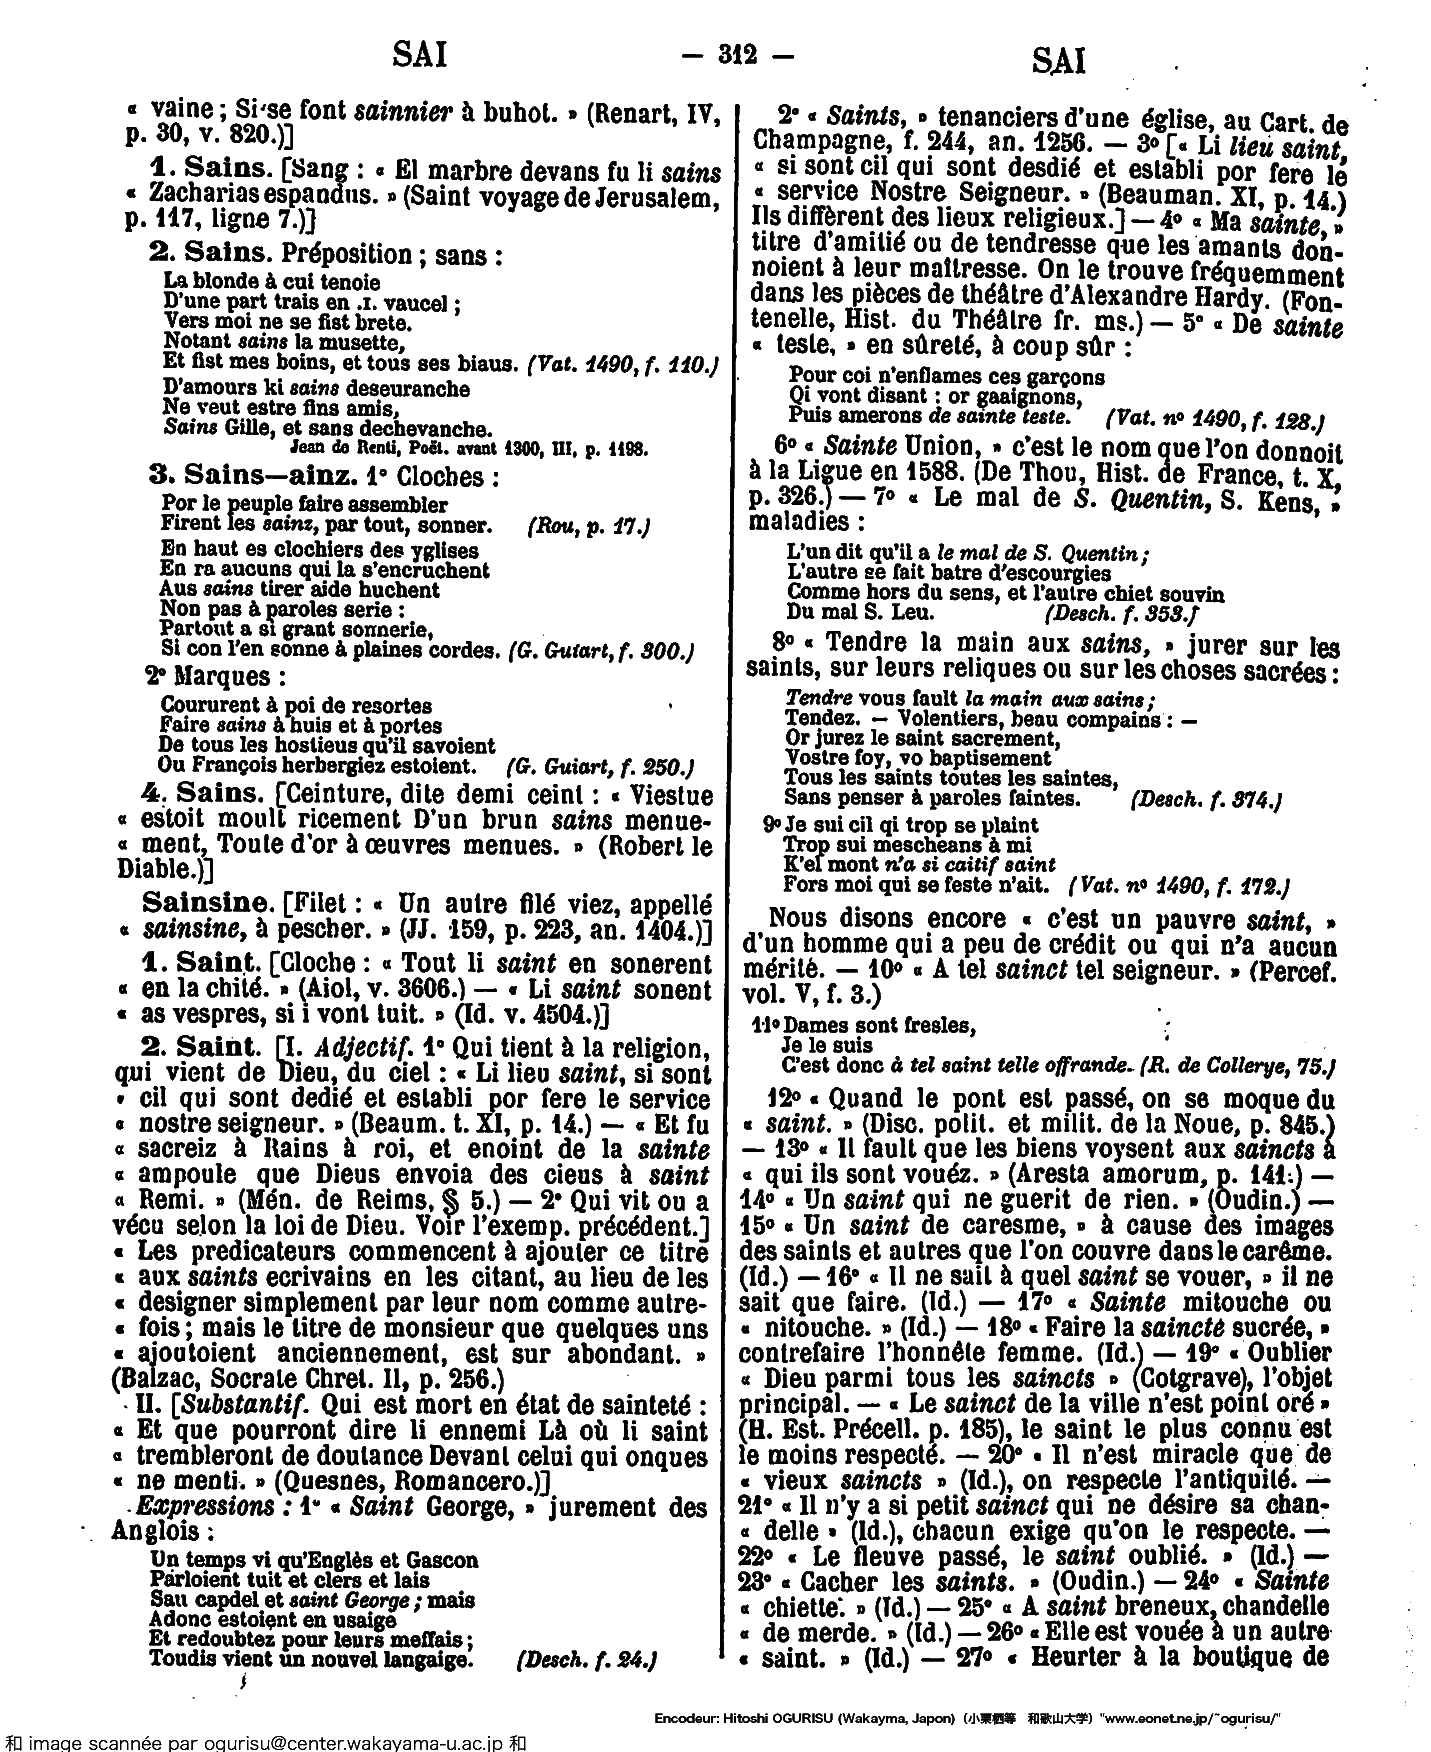 SAI
— 312 —
SAI
« vaine ; Si se font sainnier à buhot. » (Renart, IV,
p. 30, v. 820.)]
1. Sains. [Sang : « El marbre devans fu li sains
« Zacharias espandus. » (Saint voyage de Jerusalem,
p. 117, ligne 7.)]
2. Sains. Préposition ; sans :
La blonde à cui tenoie
D'une part trais en .I. vaucel ;
Vers moi ne se fist brete.
Notant sains la musette,
Et fist mes boins, et tous ses biaus. (Vat. 1490, f. 110.)
D'amours ki sains deseuranche
Ne veut estre fins amis,
Sains Gille, et sans dechevanche.
Jean de Renti, Poët. avant 1300, III, p. 1198.
3. Sains—ainz. 1° Cloches :
Por le peuple faire assembler
Firent les sainz, par tout, sonner. (Rou, p. 17.)
En haut es clochiers des yglises
En ra aucuns qui la s'encruchent
Aus sains tirer aide huchent
Non pas à paroles serie :
Partout a si grant sonnerie,
Si con l'en sonne à plaines cordes. (G. Guiart, f. 300.)
2° Marques :
Coururent à poi de resortes
Faire sains à huis et à portes
De tous les hostieus qu'il savoient
Ou François herbergiez estoient. (G. Guiart, f. 250.)
4. Sains. [Ceinture, dite demi ceint : « Viestue
« estoit moult ricement D'un brun sains menue-
« ment, Toute d'or à œuvres menues. » (Robert le
Diable.)]
Sainsine. [Filet : « Un autre filé viez, appellé
« sainsine, à pescher. » (JJ. 159, p. 223, an. 1404.)]
1. Saint. [Cloche : « Tout li saint en sonerent
« en la chité. » (Aiol, v. 3606.) — « Li saint sonent
« as vespres, si i vont tuit. » (Id. v. 4504.)]
2. Saint. [I. Adjectif. 1° Qui tient à la religion,
qui vient de Dieu, du ciel : « Li lieu saint, si sont
« cil qui sont dedié et establi por fere le service
« nostre seigneur. » (Beaum. t. XI, p. 14.) — « Et fu
« sacreiz à Rains à roi, et enoint de la sainte
« ampoule que Dieus envoia des cieus à saint
« Remi. » (Mén. de Reims, § 5.) — 2° Qui vit ou a
vécu selon la loi de Dieu. Voir l'exemp. précédent.]
« Les predicateurs commencent à ajouter ce titre
« aux saints ecrivains en les citant, au lieu de les
« designer simplement par leur nom comme autre-
« fois ; mais le titre de monsieur que quelques uns
« ajoutoient anciennement, est sur abondant. »
(Balzac, Socrate Chret. II, p. 256.)
II. [Substantif. Qui est mort en état de sainteté :
« Et que pourront dire li ennemi Là où li saint
« trembleront de doutance Devant celui qui onques
« ne menti. » (Quesnes, Romancero.)]
Expressions : 1° « Saint George, » jurement des
Anglois :
Un temps vi qu'Englès et Gascon
Parloient tuit et clers et lais
Sau capdel et saint George ; mais
Adonc estoient en usaige
Et redoubtez pour leurs meffais ;
Toudis vient un nouvel langaige. (Desch. f. 24.)
2° « Saints, » tenanciers d'une église, au Cart. de
Champagne, f. 244, an. 1256. — 3° [« Li lieu saint,
« si sont cil qui sont desdié et establi por fere le
« service Nostre Seigneur. » (Beauman. XI, p. 14.)
Ils diffèrent des lieux religieux.] — 4° « Ma sainte, »
titre d'amitié ou de tendresse que les amants don-
noient à leur maîtresse. On le trouve fréquemment
dans les pièces de théâtre d'Alexandre Hardy. (Fon-
tenelle, Hist. du Théâtre fr. ms.) — 5° « De sainte
« teste, » en sûreté, à coup sûr :
Pour coi n'enflames ces garçons
Qi vont disant : or gaaignons,
Puis amerons de sainte teste. (Vat. n° 1490, f. 128.)
6° « Sainte Union, » c'est le nom que l'on donnoit
à la Ligue en 1588. (De Thou, Hist. de France, t. X,
p. 326.) — 7° « Le mal de S. Quentin, S. Kens, »
maladies :
L'un dit qu'il a le mal de S. Quentin ;
L'autre se fait batre d'escourgies
Comme hors du sens, et l'autre chiet souvin
Du mal S. Leu. (Desch. f. 353.)
8° « Tendre la main aux sains, » jurer sur les
saints, sur leurs reliques ou sur les choses sacrées :
Tendre vous fault la main aux sains ;
Tendez. — Volentiers, beau compains : —
Or jurez le saint sacrement,
Vostre foy, vo baptisement
Tous les saints toutes les saintes,
Sans penser à paroles faintes. (Desch. f. 374.)
9° Je sui cil qi trop se plaint
Trop sui mescheans à mi
K'el mont n'a si caitif saint
Fors moi qui se feste n'ait. (Vat. n° 1490, f. 172.)
Nous disons encore « c'est un pauvre saint, »
d'un homme qui a peu de crédit ou qui n'a aucun
mérite. — 10° « A tel sainct tel seigneur. » (Percef.
vol. V, f. 3.)
11° Dames sont fresles,
Je le suis
C'est donc à tel saint telle offrande. (R. de Collerye, 75.)
12° « Quand le pont est passé, on se moque du
« saint. » (Disc. polit. et milit. de la Noue, p. 845.)
— 13° « Il fault que les biens voysent aux saincts à
« qui ils sont vouéz. » (Aresta amorum, p. 141.) —
14° « Un saint qui ne guerit de rien. » (Oudin.) —
15° « Un saint de caresme, » à cause des images
des saints et autres que l'on couvre dans le carême.
(Id.) — 16° « Il ne sait à quel saint se vouer, » il ne
sait que faire. (Id.) — 17° « Sainte mitouche ou
« nitouche. » (Id.) — 18° « Faire la saincte sucrée, »
contrefaire l'honnête femme. (Id.) — 19° « Oublier
« Dieu parmi tous les saincts » (Cotgrave), l'objet
principal. — « Le sainct de la ville n'est point oré »
(H. Est. Précell. p. 185), le saint le plus connu est
le moins respecté. — 20° « Il n'est miracle que de
« vieux saincts » (Id.), on respecte l'antiquité. —
21° « Il n'y a si petit sainct qui ne désire sa chan-
« delle » (Id.), chacun exige qu'on le respecte. —
22° « Le fleuve passé, le saint oublié. » (Id.) —
23° « Cacher les saints. » (Oudin.) — 24° « Sainte
« chiette. » (Id.) — 25° « A saint breneux, chandelle
« de merde. » (Id.) — 26° « Elle est vouée à un autre
« saint. » (Id.) — 27° « Heurter à la boutique de
Encodeur: Hitoshi OGURISU (Wakayma, Japon) (小栗栖等 和歌山大学) "www.eonet.ne.jp/~ogurisu/"
和 image scannée par ogurisu@center.wakayama-u.ac.jp 和